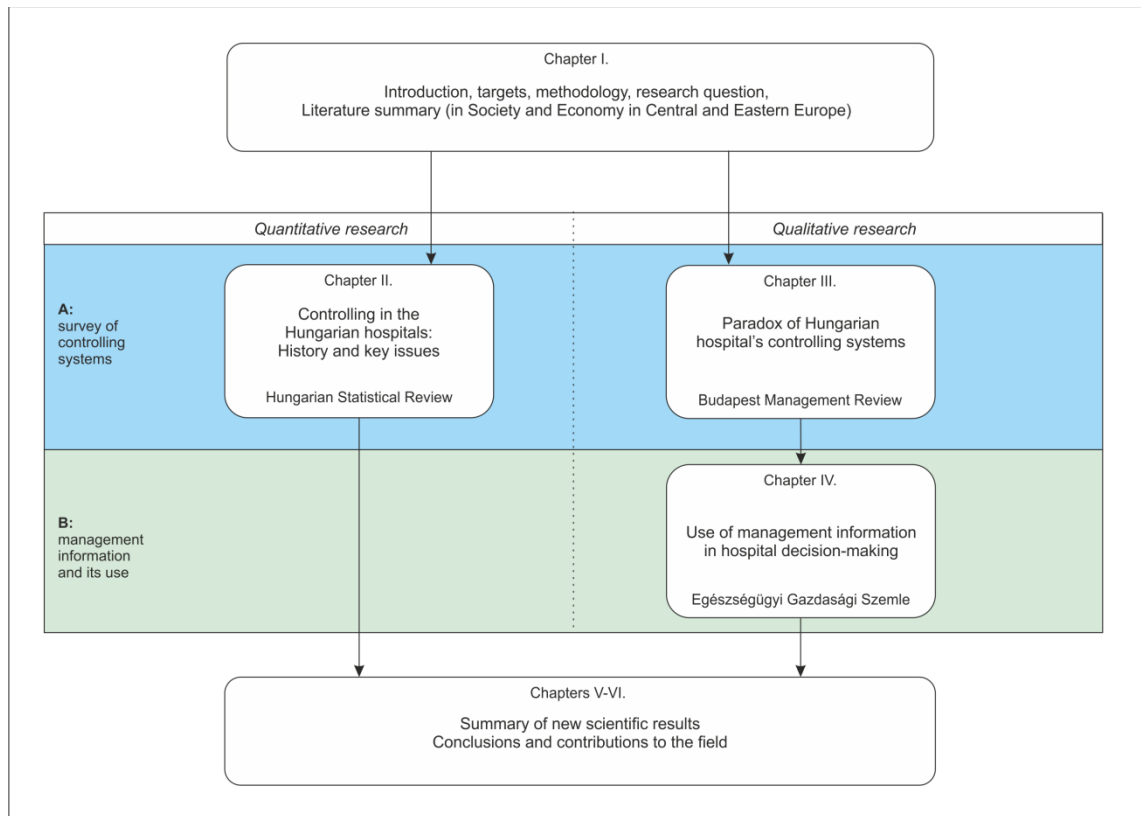 Chapter I.
Introduction, targets, methodology, research question,
Literature summary (in Society and Economy in Central and Eastern Europe)
Quantitative research
Qualitative research
A:
survey of
controlling
systems
Chapter II.
Controlling in the
Hungarian hospitals:
History and key issues
Hungarian Statistical Review
Chapter III.
Paradox of Hungarian
hospital's controlling systems
Budapest Management Review
B:
management
information
and its use
Chapter IV.
Use of management information
in hospital decision-making
Egészségügyi Gazdasági Szemle
Chapters V-VI.
Summary of new scientific results
Conclusions and contributions to the field